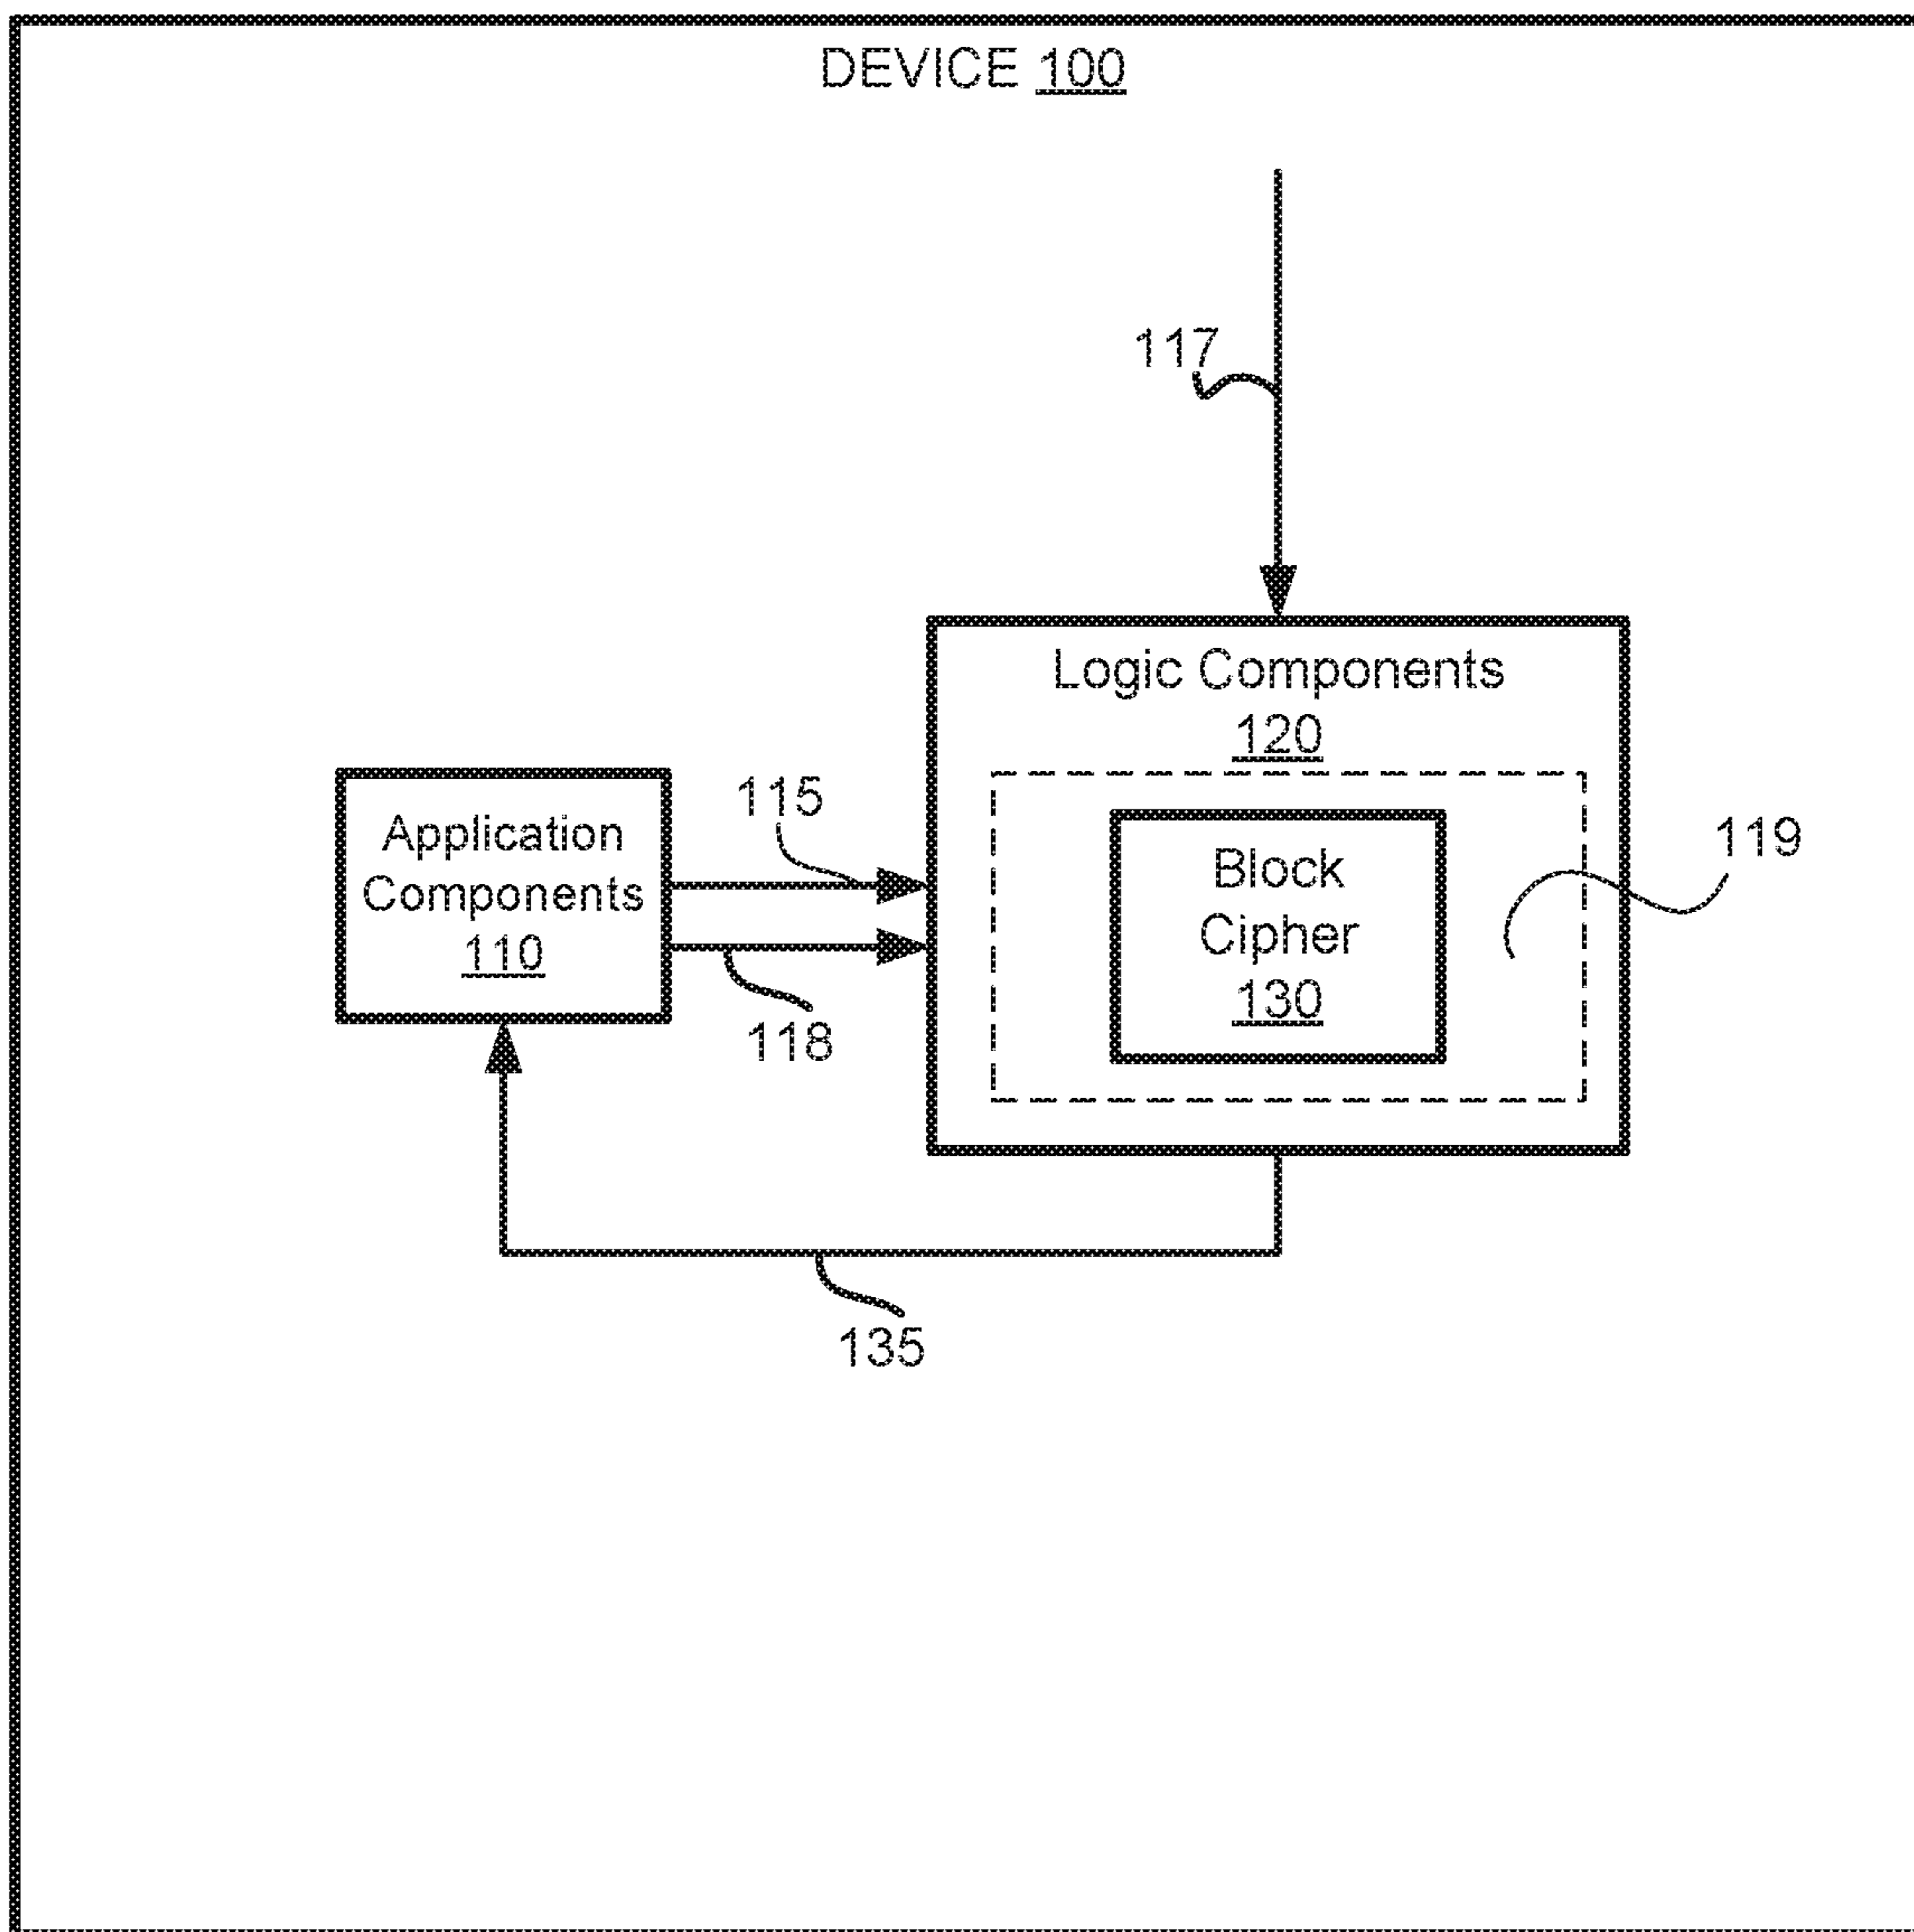 DEVICE 100
117
Logic Components
120
115
Application
Components
110
118
Block
Cipher
130
119
135